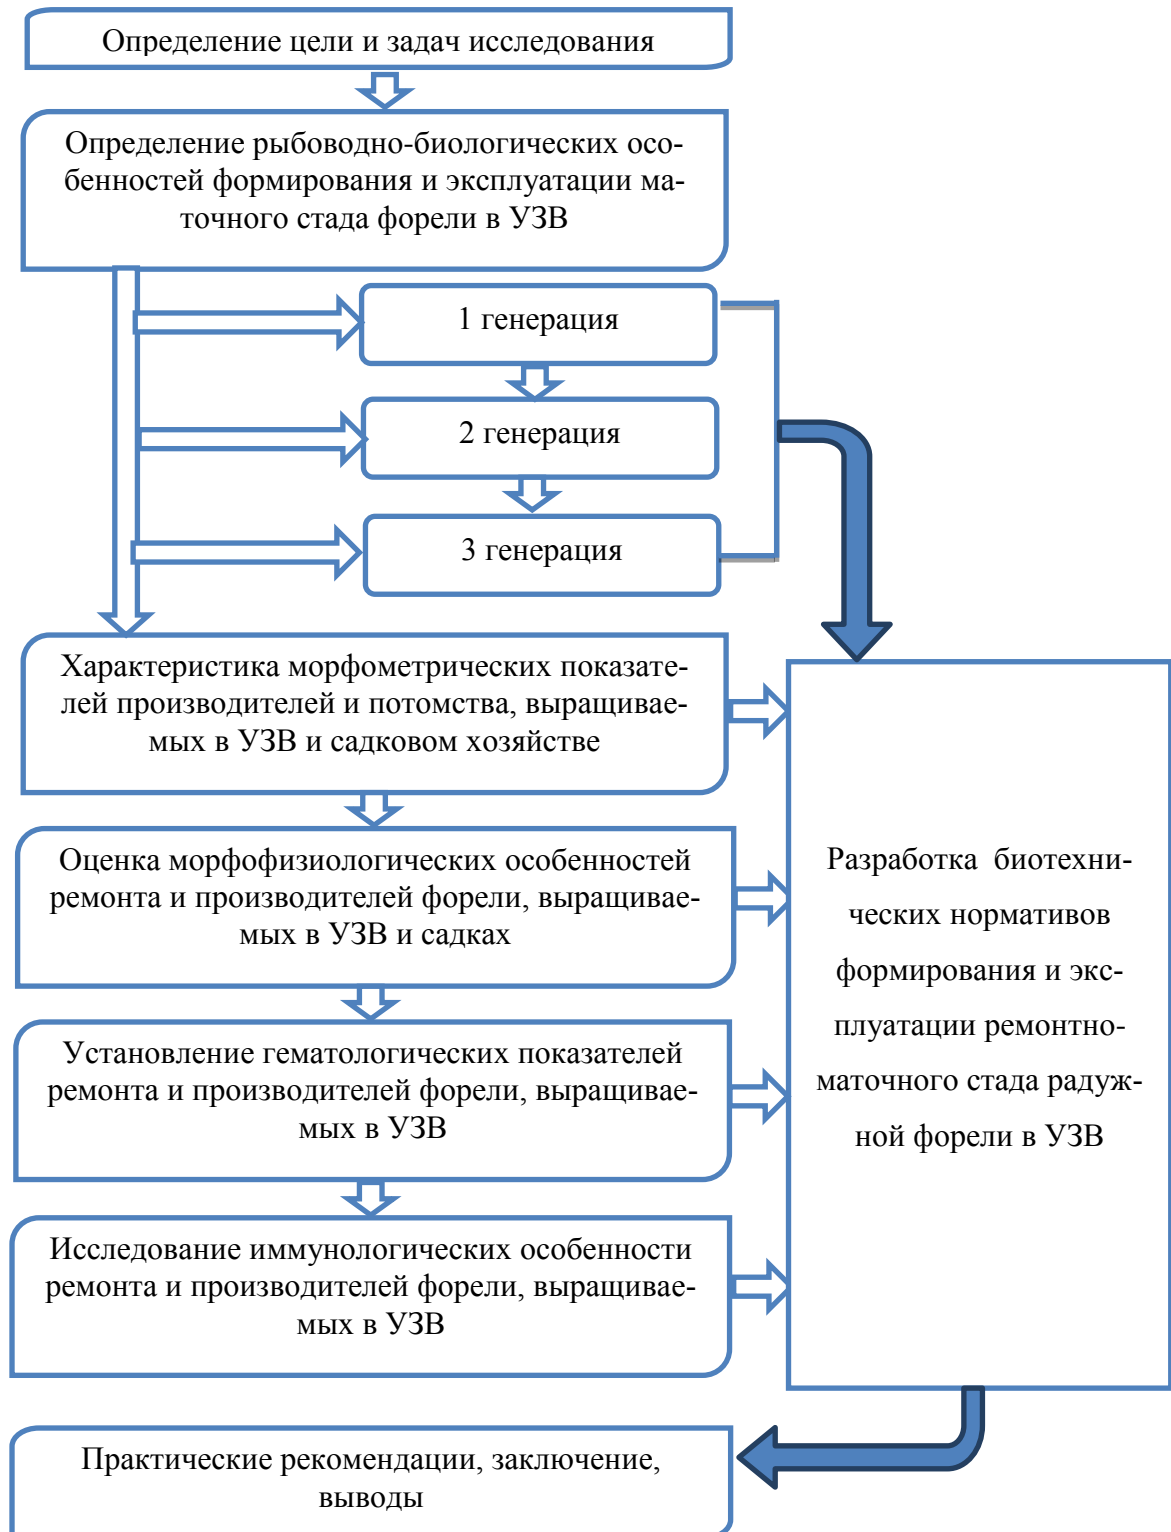 Определение цели и задач исследования
Определение рыбоводно-биологических осо-
бенностей формирования и эксплуатации ма-
точного стада форели в УЗВ
1 генерация
2 генерация
3 генерация
Характеристика морфометрических показате-
лей производителей и потомства, выращивае-
мых в УЗВ и садковом хозяйстве
Оценка морфофизиологических особенностей
ремонта и производителей форели, выращивае-
мых в УЗВ и садках
Установление гематологических показателей
ремонта и производителей форели, выращивае-
мых в УЗВ
Исследование иммунологических особенности
ремонта и производителей форели, выращивае-
мых в УЗВ
Разработка биотехни-
ческих нормативов
формирования и экс-
плуатации ремонтно-
маточного стада радуж-
ной форели в УЗВ
Практические рекомендации, заключение,
выводы